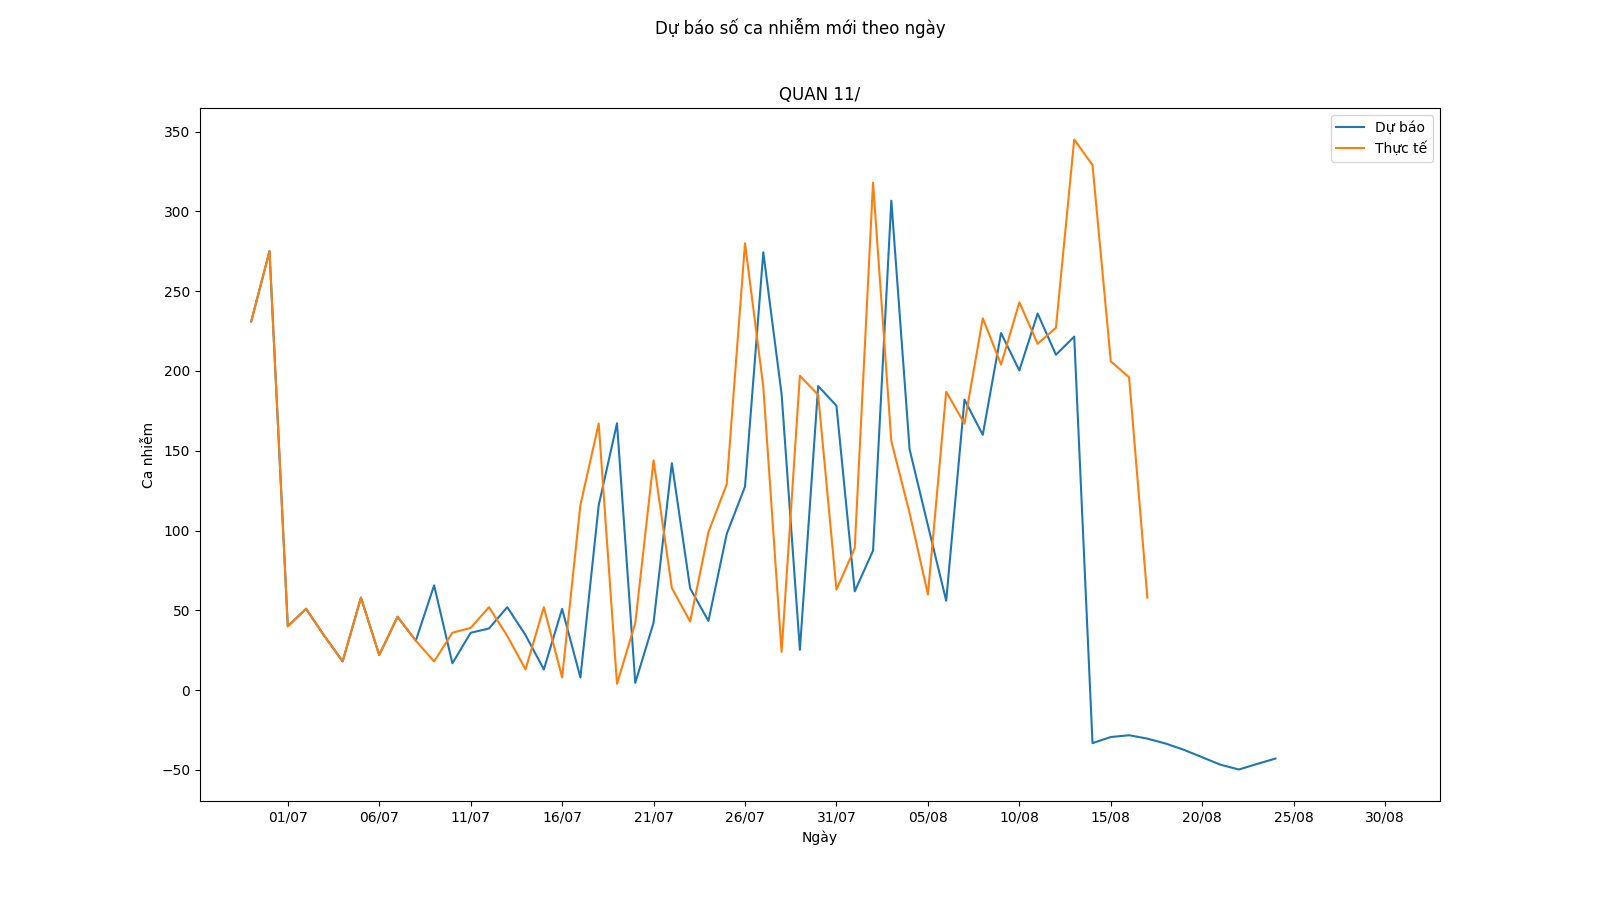 Dự báo số ca nhiễm mới theo ngày
QUAN 11/
Dự báo
Thực tế
350
300
250
200
150
100
50
0
−50
Ca nhiễm
01/07 06/07 11/07 16/07 21/07 26/07 31/07 05/08 10/08 15/08 20/08 25/08 30/08
Ngày